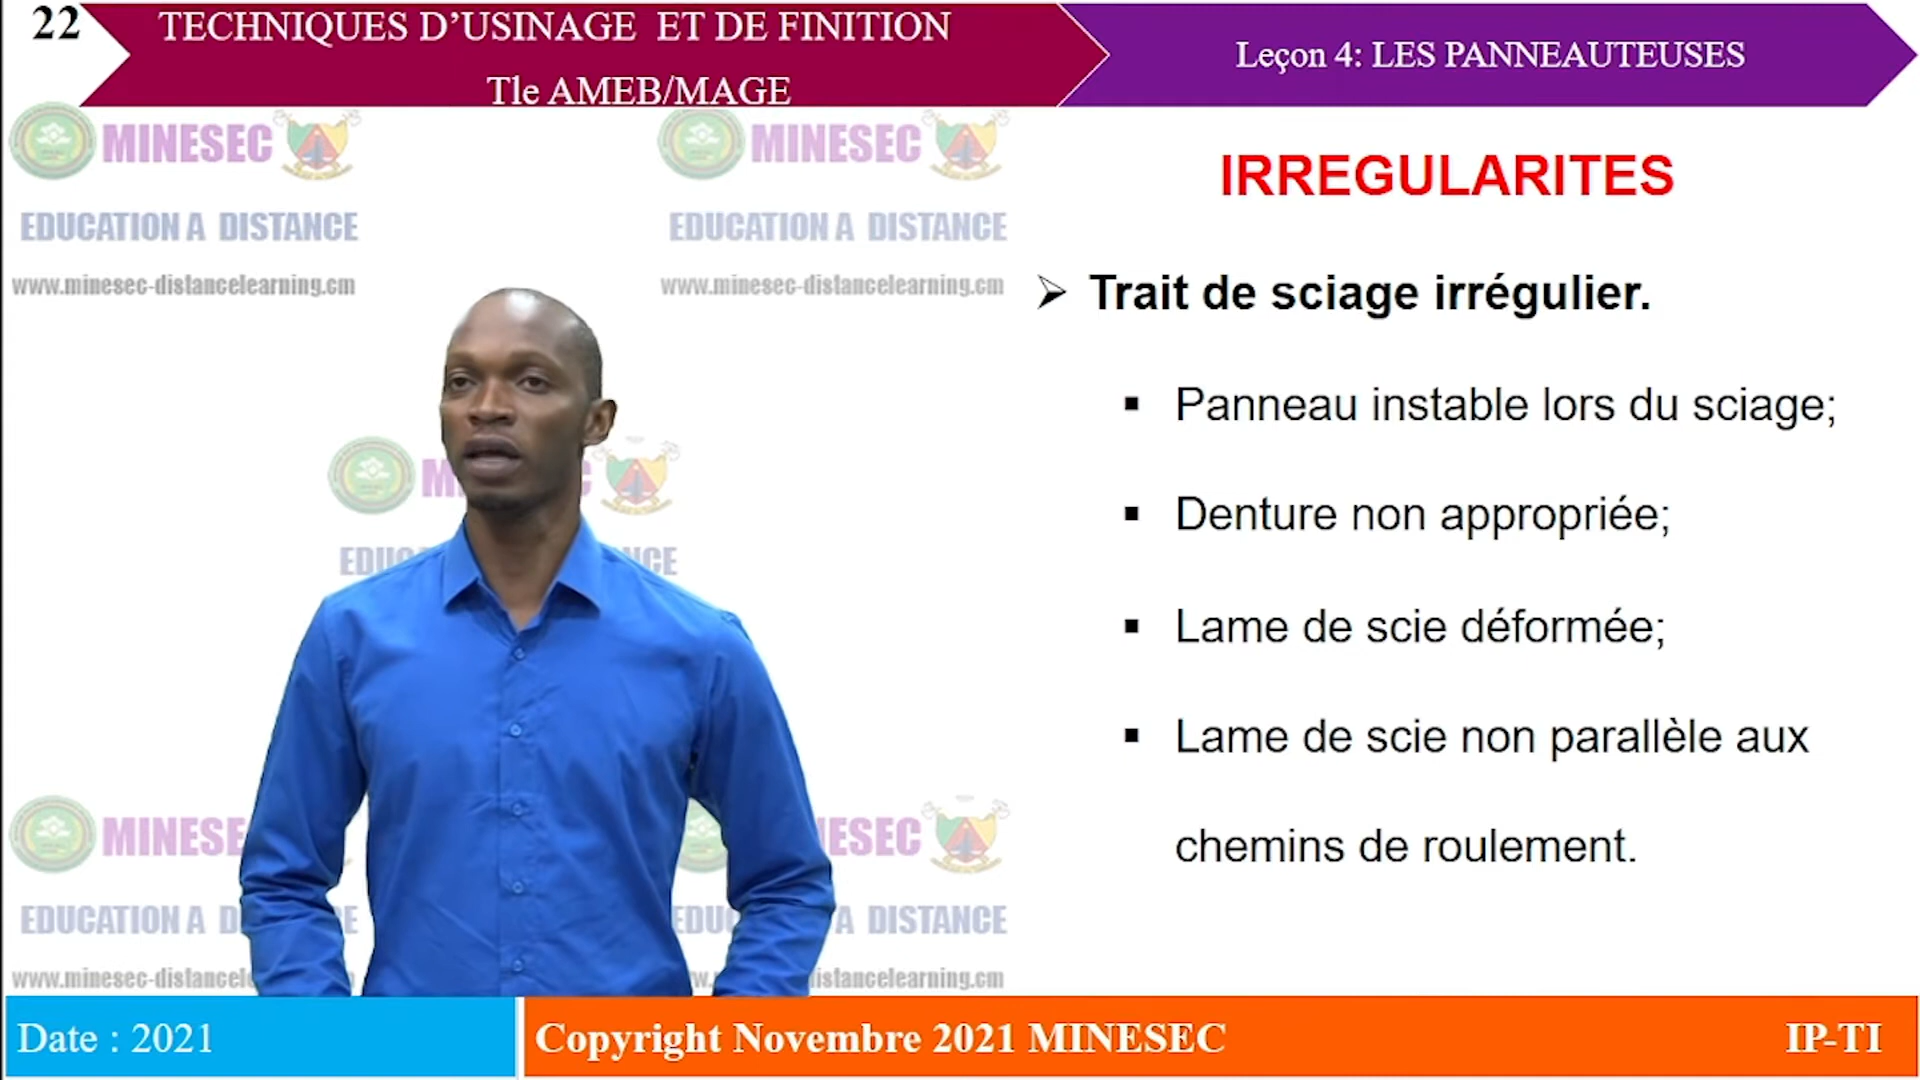 22
TECHNIQUES D’USINAGE ET DE FINITION
Tle AMEB/MAGE
Leçon 4: LES PANNEAUTEUSES
MINESEC
EDUCATION A DISTANCE
www.minesec-distancelearning.cm
MINESEC
EDUCATION A DISTANCE
www.minesec-distancelearning.cm
IRREGULARITES
➢ Trait de sciage irrégulier.
▪ Panneau instable lors du sciage;
▪ Denture non appropriée;
▪ Lame de scie déformée;
▪ Lame de scie non parallèle aux
chemins de roulement.
Date : 2021
Copyright Novembre 2021 MINESEC
IP-TI